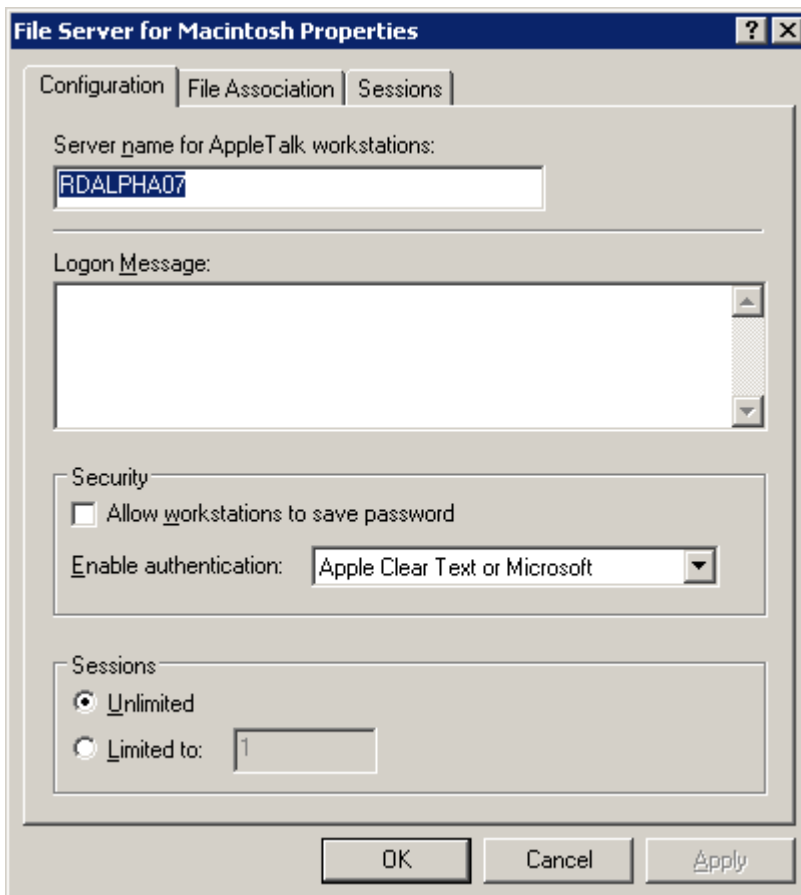 File Server for Macintosh Properties
Configuration File Association Sessions
Server name for AppleTalk workstations:
RDALPHA07
Logon Message:
Security
Allow workstations to save password
Enable authentication: Apple Clear Text or Microsoft
Sessions
Unlimited
Limited to: 1
OK Cancel Apply